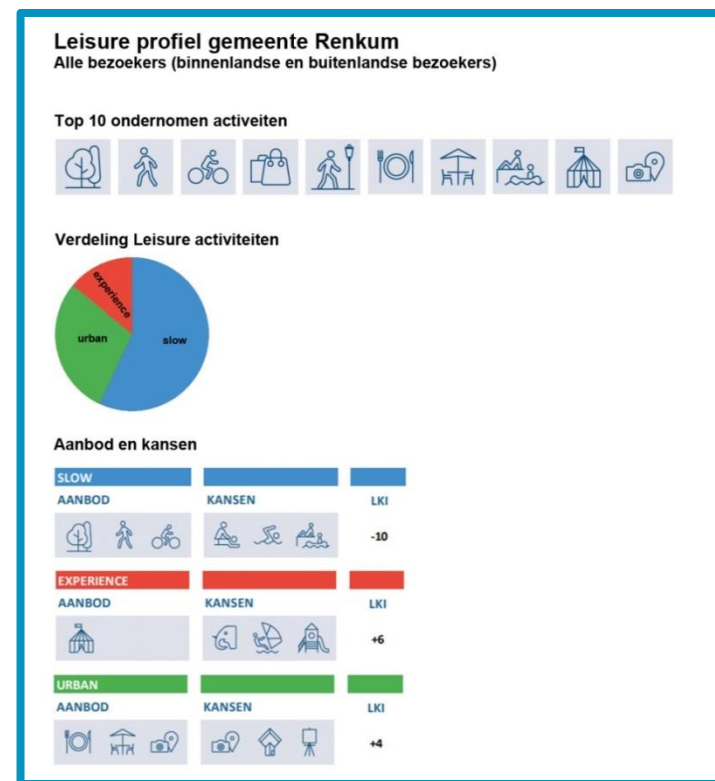 Leisure profiel gemeente Renkum
Alle bezoekers (binnenlandse en buitenlandse bezoekers)
Top 10 ondernomen activeiten
Verdeling Leisure activiteiten
experience
urban
slow
Aanbod en kansen
SLOW
AANBOD KANSEN LKI
-10
EXPERIENCE
AANBOD KANSEN LKI
+6
URBAN
AANBOD KANSEN LKI
+4